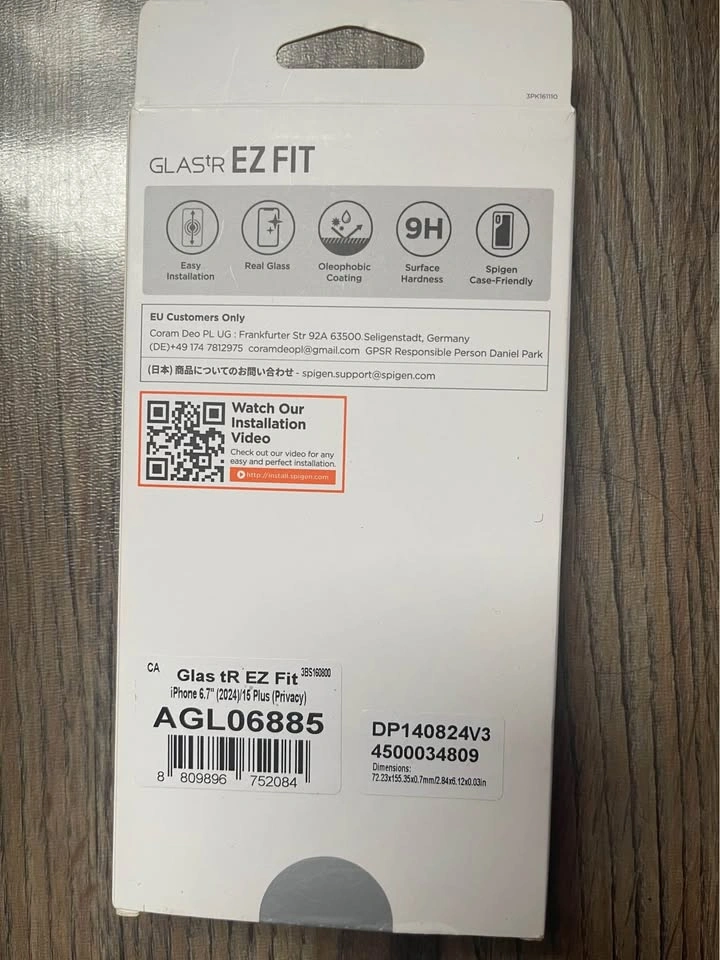 3PK161110
GLAStR EZ FIT
9H
Easy
Installation
Real Glass
Oleophobic
Coating
Surface
Hardness
Spigen
Case-Friendly
EU Customers Only
Coram Deo PL UG : Frankfurter Str 92A 63500 Seligenstadt, Germany
(DE)+49 174 7812975 coramdeopl@gmail.com GPSR Responsible Person Daniel Park
(日本) 商品についてのお問い合わせ - spigen.support@spigen.com
Watch Our
Installation
Video
Check out our video for any
easy and perfect installation.
http://install.spigen.com
CA
Glas tR EZ Fit 3BS160800
iPhone 6.7" (2024)/15 Plus (Privacy)
AGL06885
8 809896 752084
DP140824V3
4500034809
Dimensions:
72.23x155.35x0.7mm/2.84x6.12x0.03in